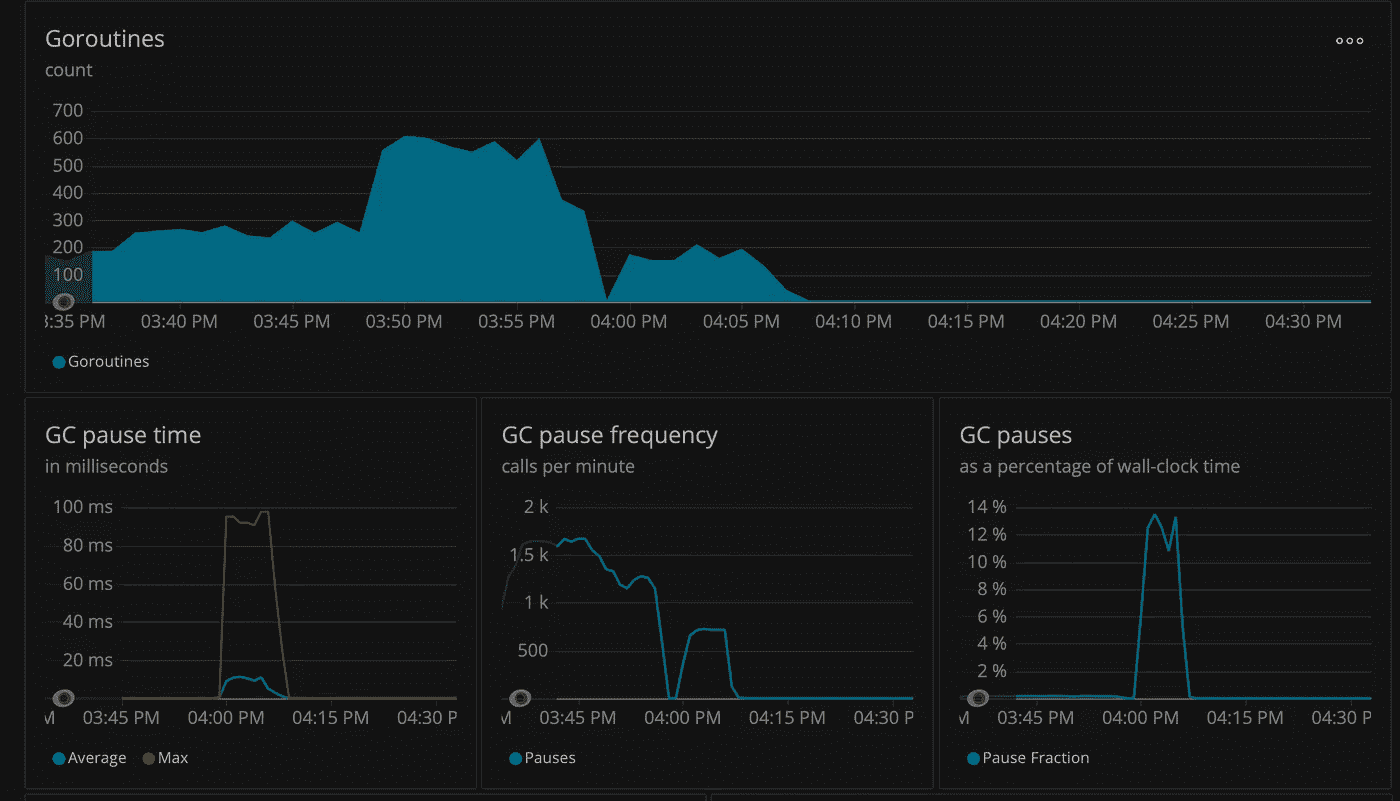 Goroutines
count
700
600
500
400
300
200
100
3:35 PM 03:40 PM 03:45 PM 03:50 PM 03:55 PM 04:00 PM 04:05 PM 04:10 PM 04:15 PM 04:20 PM 04:25 PM 04:30 PM
Goroutines
GC pause time
in milliseconds
100 ms
80 ms
60 ms
40 ms
20 ms
M 03:45 PM 04:00 PM 04:15 PM 04:30 P
Average Max
GC pause frequency
calls per minute
2 k
1.5 k
1 k
500
M 03:45 PM 04:00 PM 04:15 PM 04:30 P
Pauses
GC pauses
as a percentage of wall-clock time
14 %
12 %
10 %
8 %
6 %
4 %
2 %
M 03:45 PM 04:00 PM 04:15 PM 04:30 P
Pause Fraction